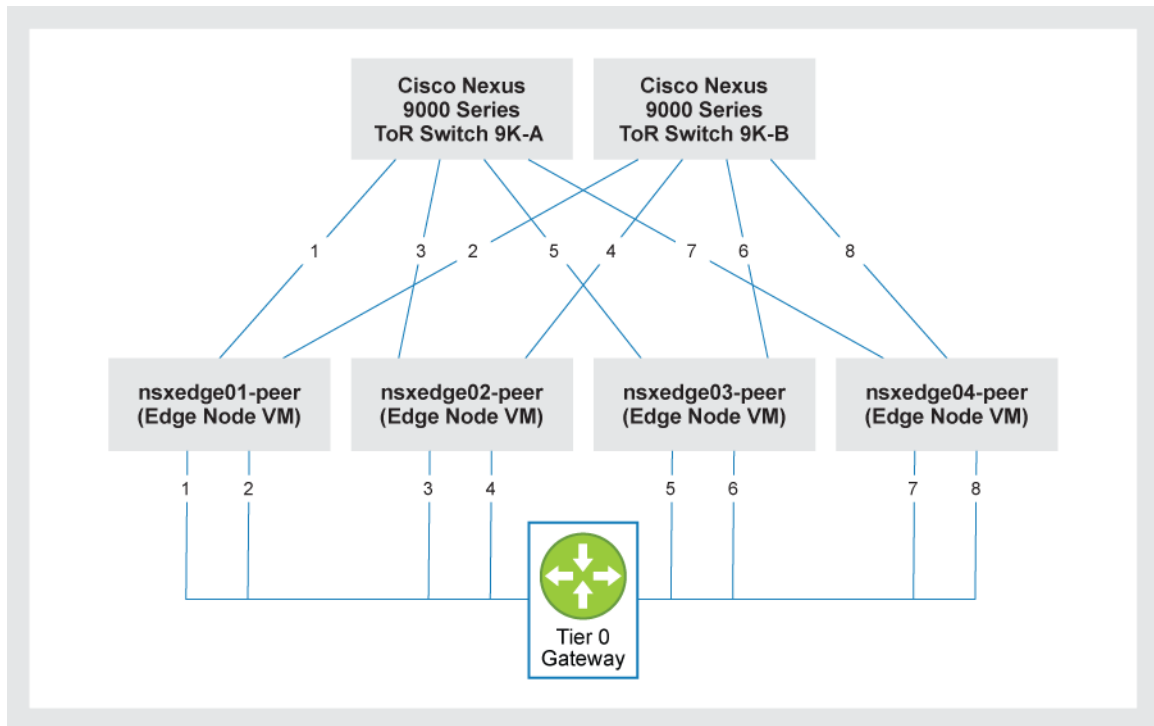 Cisco Nexus
9000 Series
ToR Switch 9K-A
Cisco Nexus
9000 Series
ToR Switch 9K-B
1
3
2
5
4
7
6
8
nsxedge01-peer
(Edge Node VM)
nsxedge02-peer
(Edge Node VM)
nsxedge03-peer
(Edge Node VM)
nsxedge04-peer
(Edge Node VM)
1
2
3
4
5
6
7
8
Tier 0
Gateway